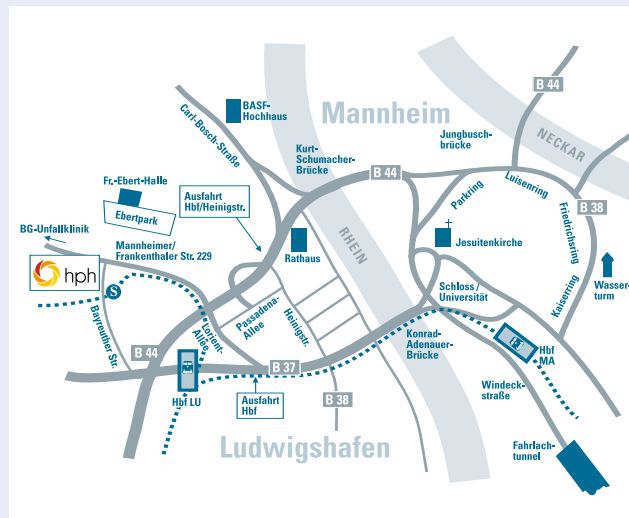 B 44
BASF-
Hochhaus
Mannheim
Carl-Bosch-Straße
Jungbusch-
brücke
NECKAR
Kurt-
Schumacher-
Brücke
B 44
Fr.-Ebert-Halle
Ebertpark
Ausfahrt
Hbf/Heinigstr.
Parkring
Luisenring
Friedrichsring
B 38
BG-Unfallklinik
Mannheimer/
Frankenthaler Str. 229
Rathaus
RHEIN
Jesuitenkirche
hph
S
Wasser-
turm
Schloss/
Universität
Kaiserring
Bayreuther Str.
Lorient-
Allee
Passadena-
Allee
Heinigstr.
Konrad-
Adenauer-
Brücke
Hbf
MA
B 44
B 37
Hbf LU
Ausfahrt
Hbf
B 38
Windeck-
straße
Ludwigshafen
Fahrlach-
tunnel